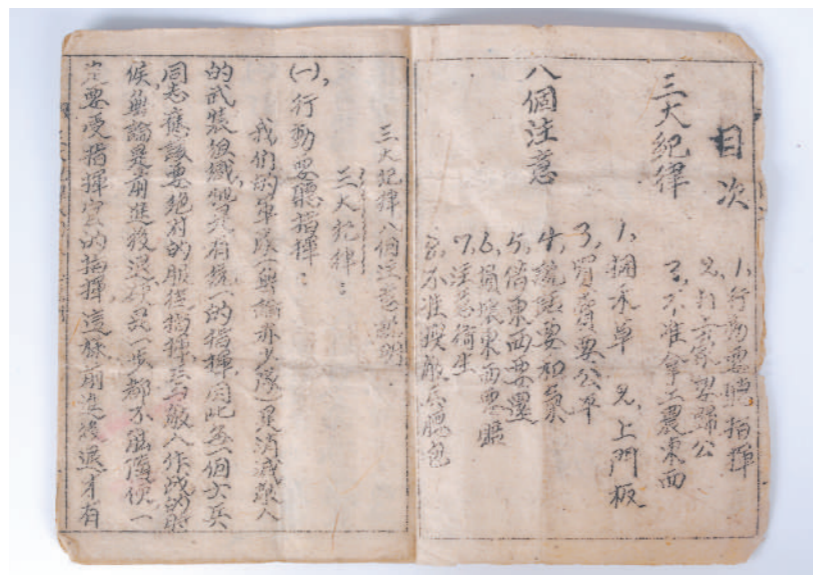 目次
三大紀律
1,行動要聽指揮
2,打土豪要歸公
3,不准拿工農東西
八個注意
1,捆禾草 2,上門板
3,買賣要公平
4,說話要和氣
5,借東西要還
6,損壞東西要賠
7,注意衛生
8,不准搜敵兵腰包
三大紀律八個注意說明
三大紀律:
(一),行動要聽指揮:
我们的軍隊無論赤少隊,是消滅敵人
的武裝組織,要有統一的指揮,因此每一個士兵
同志應該要絕對的服從指揮,与敵人作战的時
候,無論是前進後退,一步都不能隨便,一
定要受指揮官的指揮,這樣前進後退才有